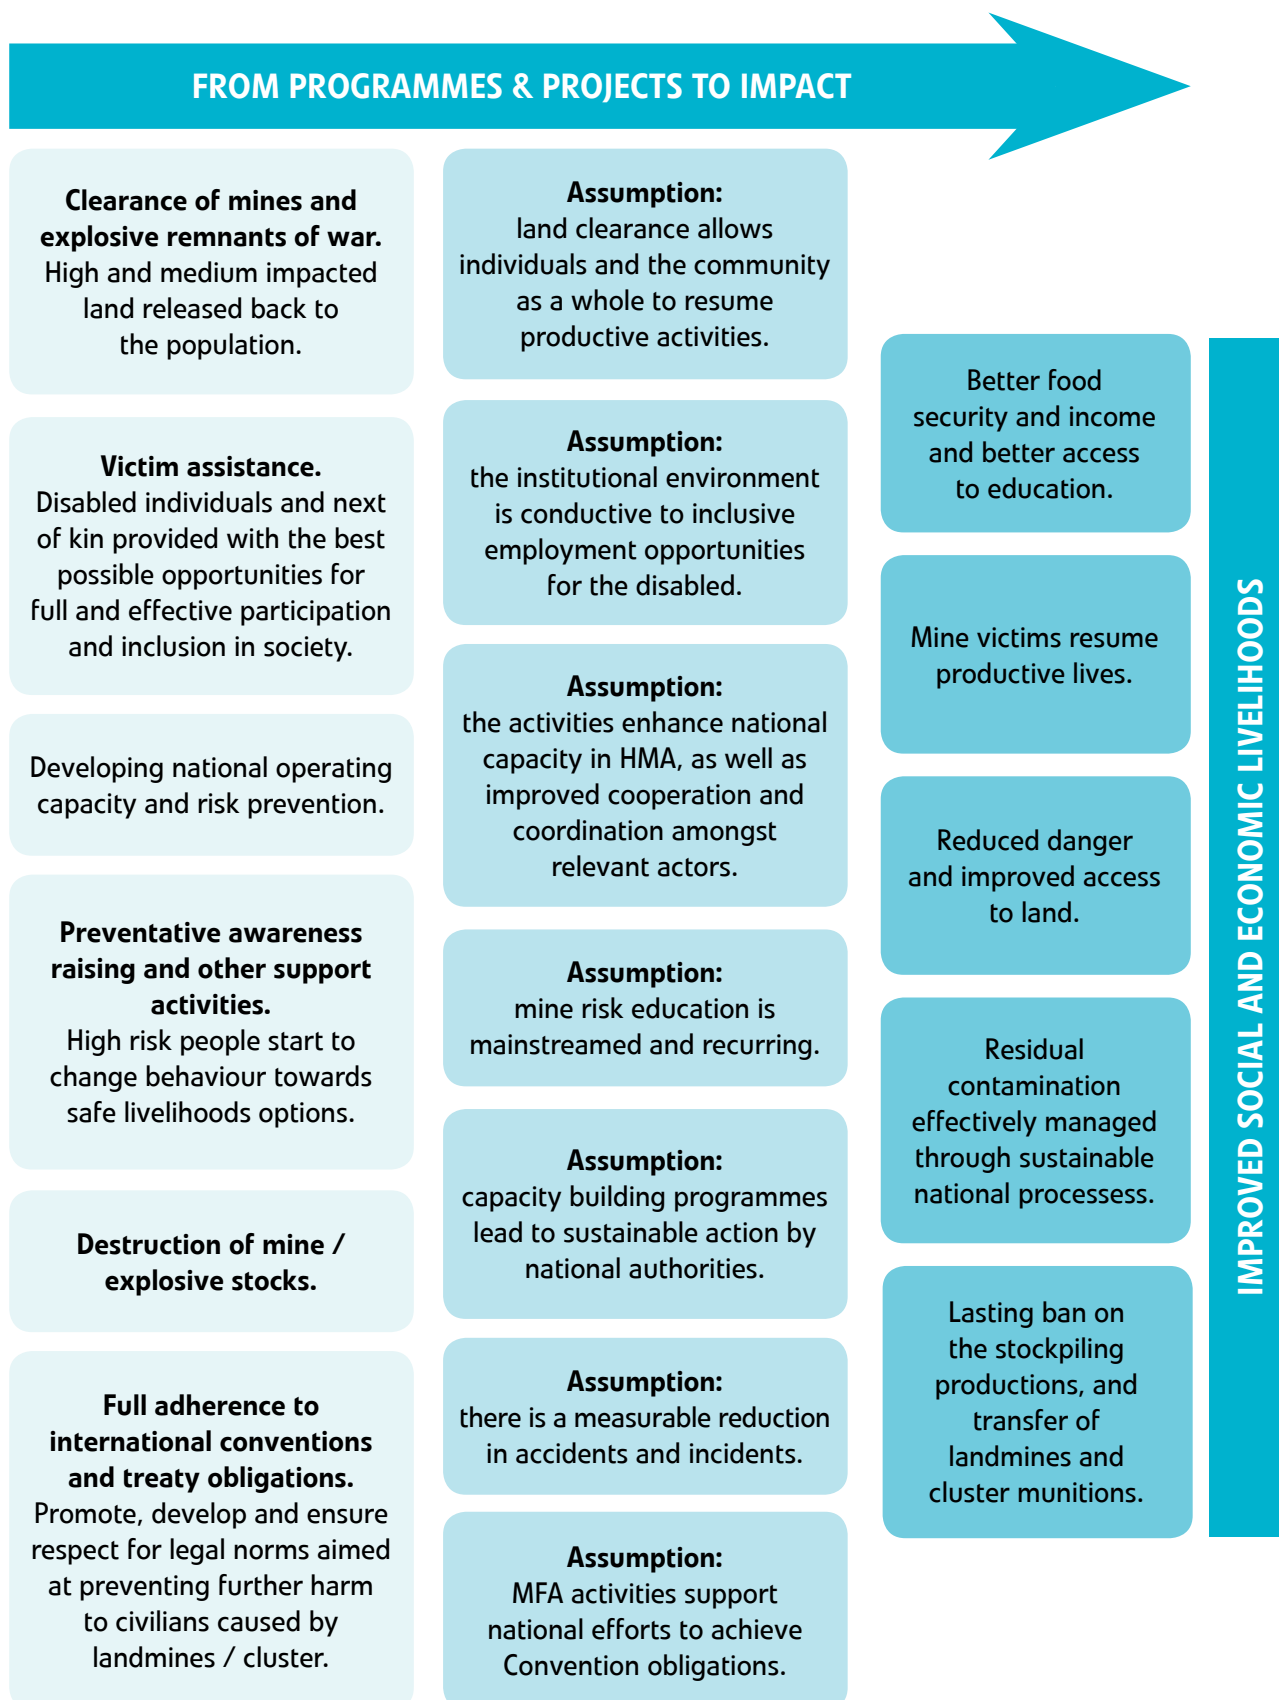 FROM PROGRAMMES & PROJECTS TO IMPACT
Clearance of mines and
explosive remnants of war.
High and medium impacted
land released back to
the population.
Victim assistance.
Disabled individuals and next
of kin provided with the best
possible opportunities for
full and effective participation
and inclusion in society.
Developing national operating
capacity and risk prevention.
Preventative awareness
raising and other support
activities.
High risk people start to
change behaviour towards
safe livelihoods options.
Destruction of mine /
explosive stocks.
Full adherence to
international conventions
and treaty obligations.
Promote, develop and ensure
respect for legal norms aimed
at preventing further harm
to civilians caused by
landmines / cluster.
Assumption:
land clearance allows
individuals and the community
as a whole to resume
productive activities.
Assumption:
the institutional environment
is conductive to inclusive
employment opportunities
for the disabled.
Assumption:
the activities enhance national
capacity in HMA, as well as
improved cooperation and
coordination amongst
relevant actors.
Assumption:
mine risk education is
mainstreamed and recurring.
Assumption:
capacity building programmes
lead to sustainable action by
national authorities.
Assumption:
there is a measurable reduction
in accidents and incidents.
Assumption:
MFA activities support
national efforts to achieve
Convention obligations.
Better food
security and income
and better access
to education.
Mine victims resume
productive lives.
Reduced danger
and improved access
to land.
Residual
contamination
effectively managed
through sustainable
national processess.
Lasting ban on
the stockpiling
productions, and
transfer of
landmines and
cluster munitions.
IMPROVED SOCIAL AND ECONOMIC LIVELIHOODS